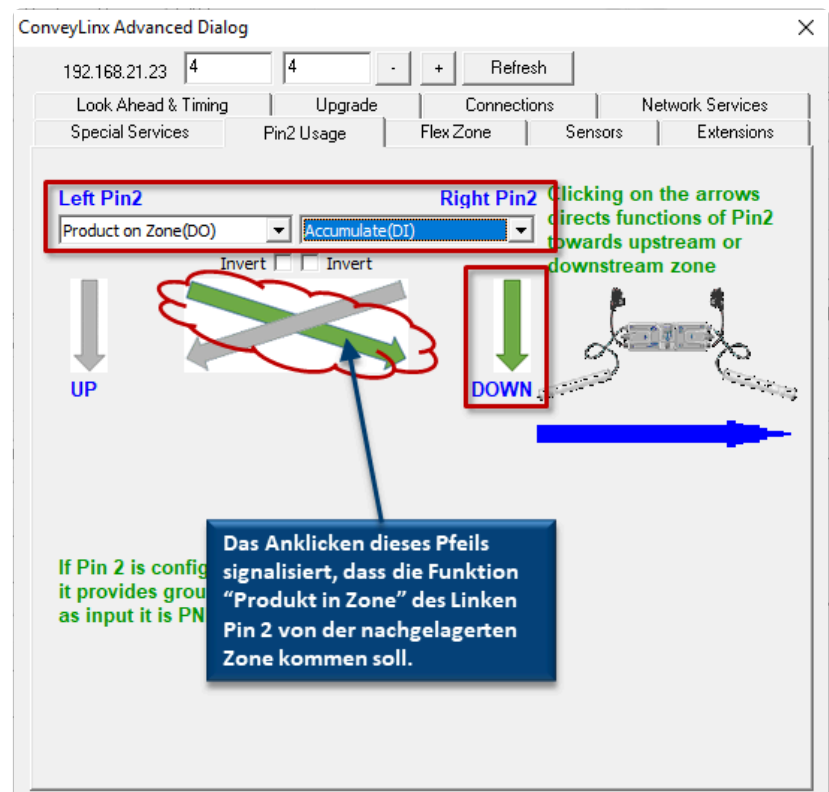 ConveyLinx Advanced Dialog
192.168.21.23 4 4 - + Refresh
Look Ahead & Timing Upgrade Connections Network Services
Special Services Pin2 Usage Flex Zone Sensors Extensions
Left Pin2 Right Pin2
Product on Zone(DO) Accumulate(DI)
Invert Invert
Clicking on the arrows
directs functions of Pin2
towards upstream or
downstream zone
UP DOWN
If Pin 2 is config
it provides grou
as input it is PN
Das Anklicken dieses Pfeils
signalisiert, dass die Funktion
“Produkt in Zone” des Linken
Pin 2 von der nachgelagerten
Zone kommen soll.